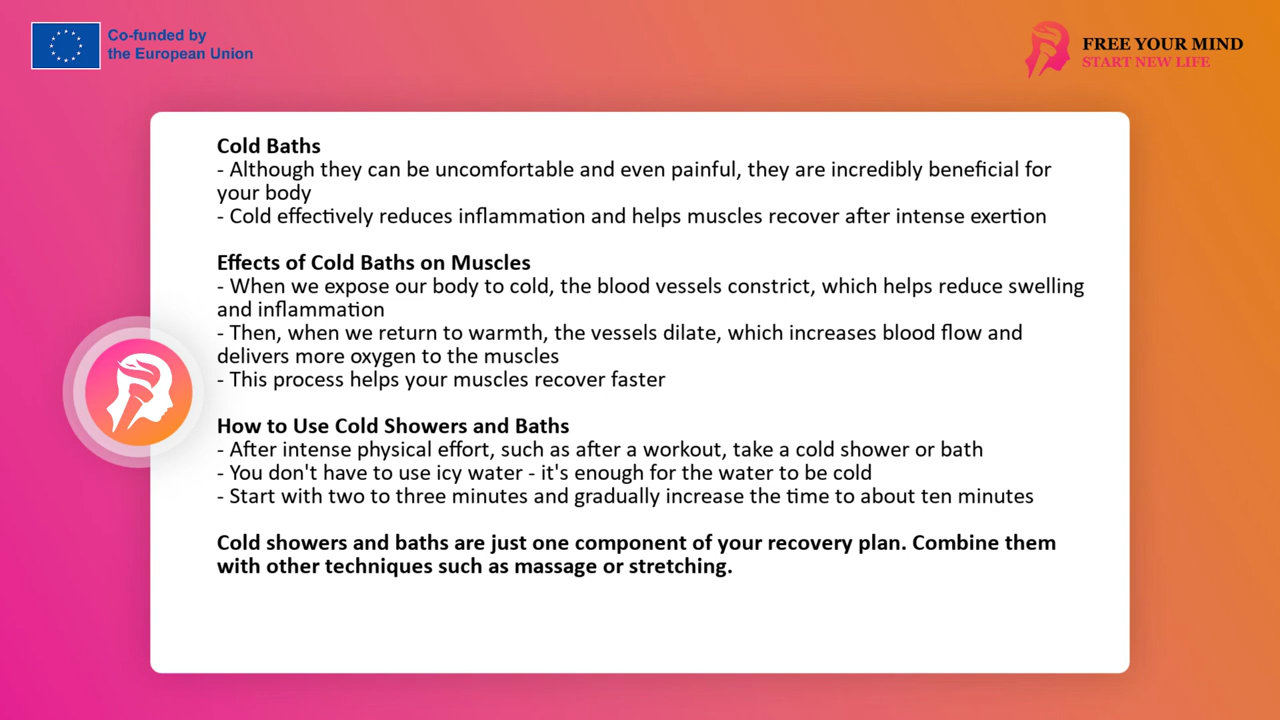 Co-funded by
the European Union
FREE YOUR MIND
START NEW LIFE
Cold Baths
- Although they can be uncomfortable and even painful, they are incredibly beneficial for
your body
- Cold effectively reduces inflammation and helps muscles recover after intense exertion
Effects of Cold Baths on Muscles
- When we expose our body to cold, the blood vessels constrict, which helps reduce swelling
and inflammation
- Then, when we return to warmth, the vessels dilate, which increases blood flow and
delivers more oxygen to the muscles
- This process helps your muscles recover faster
How to Use Cold Showers and Baths
- After intense physical effort, such as after a workout, take a cold shower or bath
- You don't have to use icy water - it's enough for the water to be cold
- Start with two to three minutes and gradually increase the time to about ten minutes
Cold showers and baths are just one component of your recovery plan. Combine them
with other techniques such as massage or stretching.